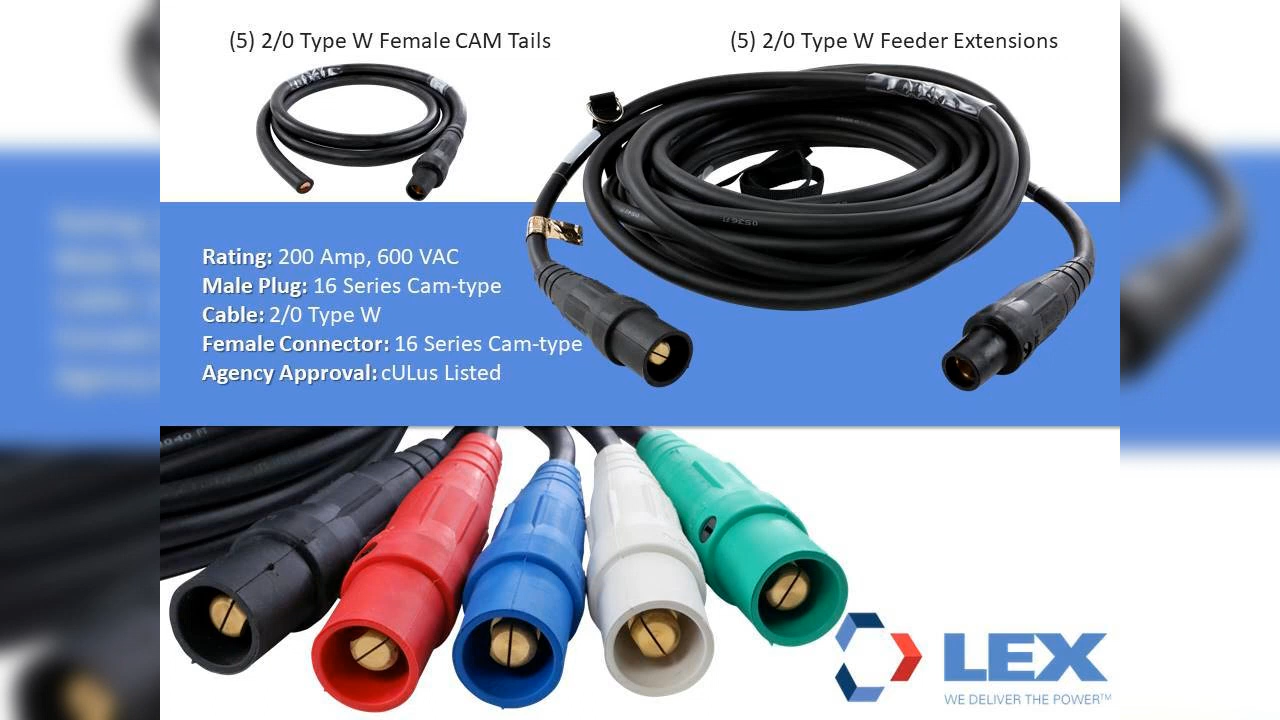 (5) 2/0 Type W Female CAM Tails
(5) 2/0 Type W Feeder Extensions
Rating: 200 Amp, 600 VAC
Male Plug: 16 Series Cam-type
Cable: 2/0 Type W
Female Connector: 16 Series Cam-type
Agency Approval: cULus Listed
LEX
WE DELIVER THE POWER™